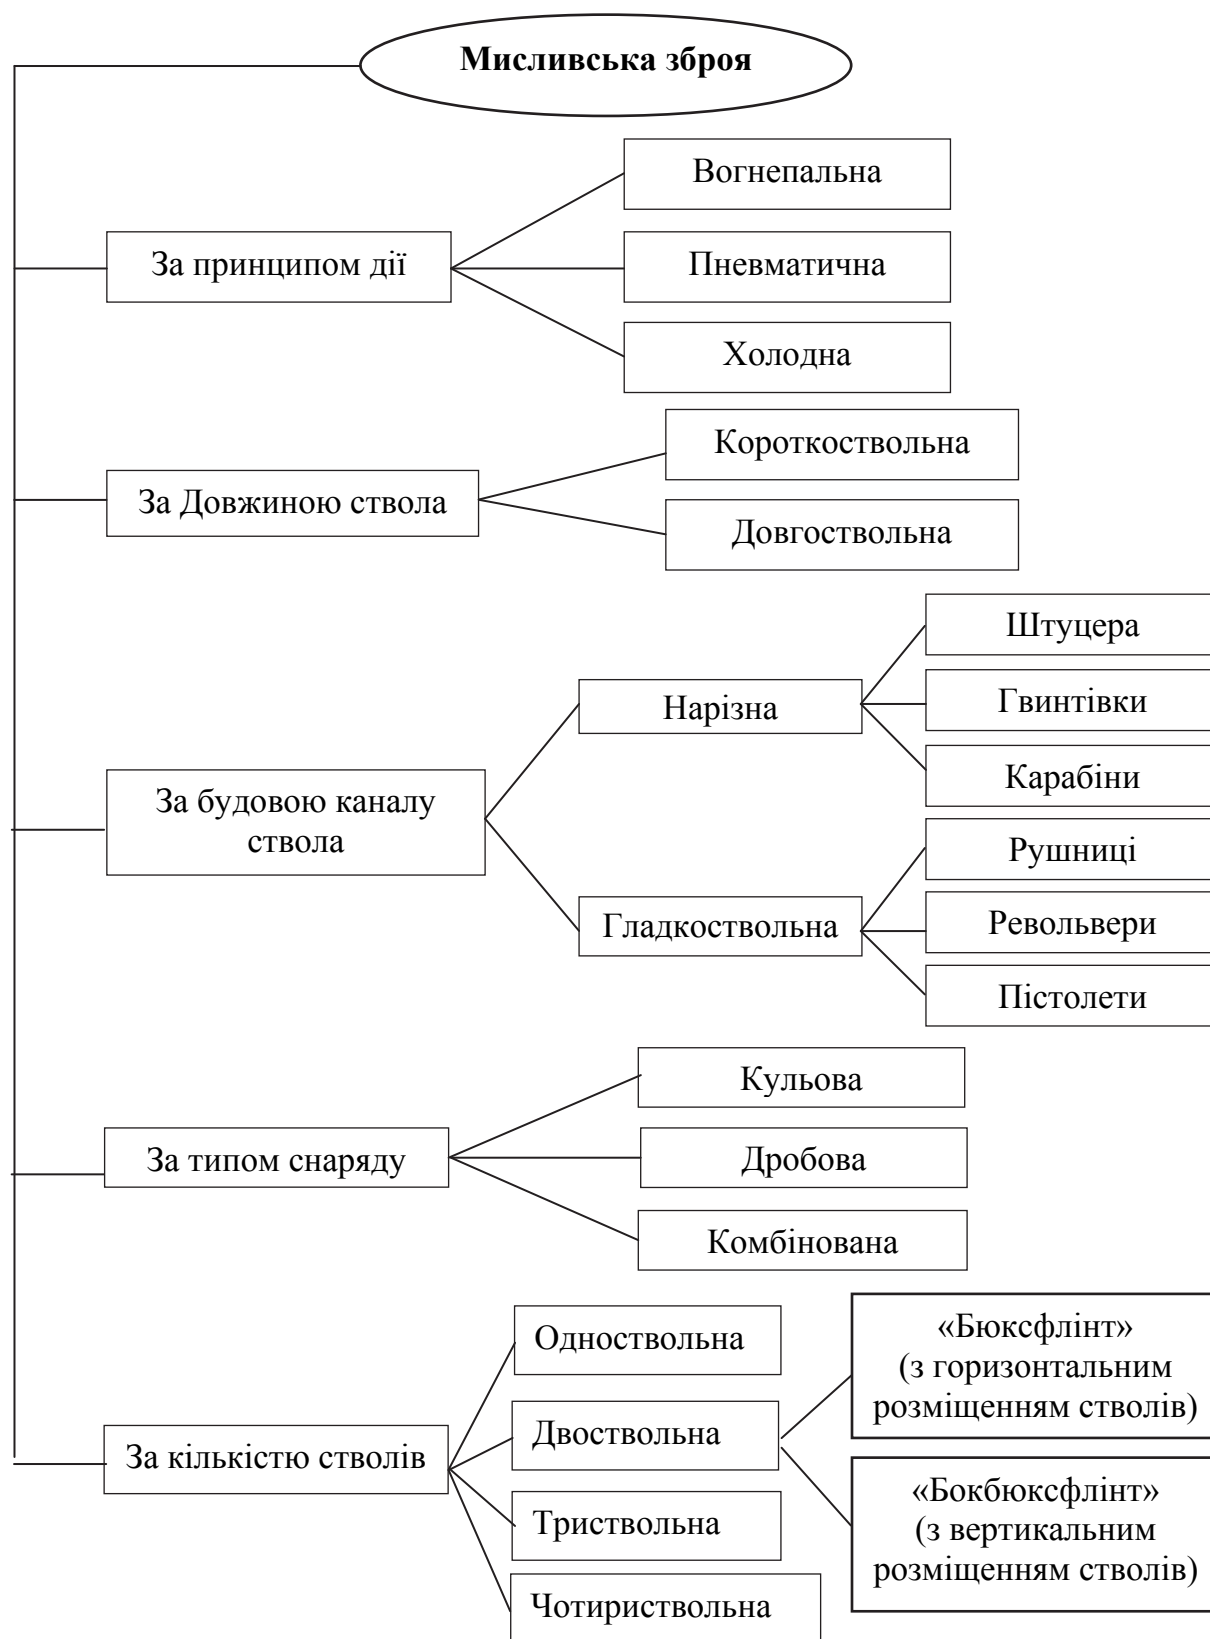 Мисливська зброя
Вогнепальна
За принципом дії
Пневматична
Холодна
Короткоствольна
За Довжиною ствола
Довгоствольна
Штуцера
Нарізна
Гвинтівки
Карабіни
За будовою каналу
ствола
Рушниці
Гладкоствольна
Револьвери
Пістолети
Кульова
За типом снаряду
Дробова
Комбінована
Одноствольна
«Бюксфлінт»
(з горизонтальним
розміщенням стволів)
Двоствольна
За кількістю стволів
«Бокбюксфлінт»
(з вертикальним
розміщенням стволів)
Триствольна
Чотириствольна